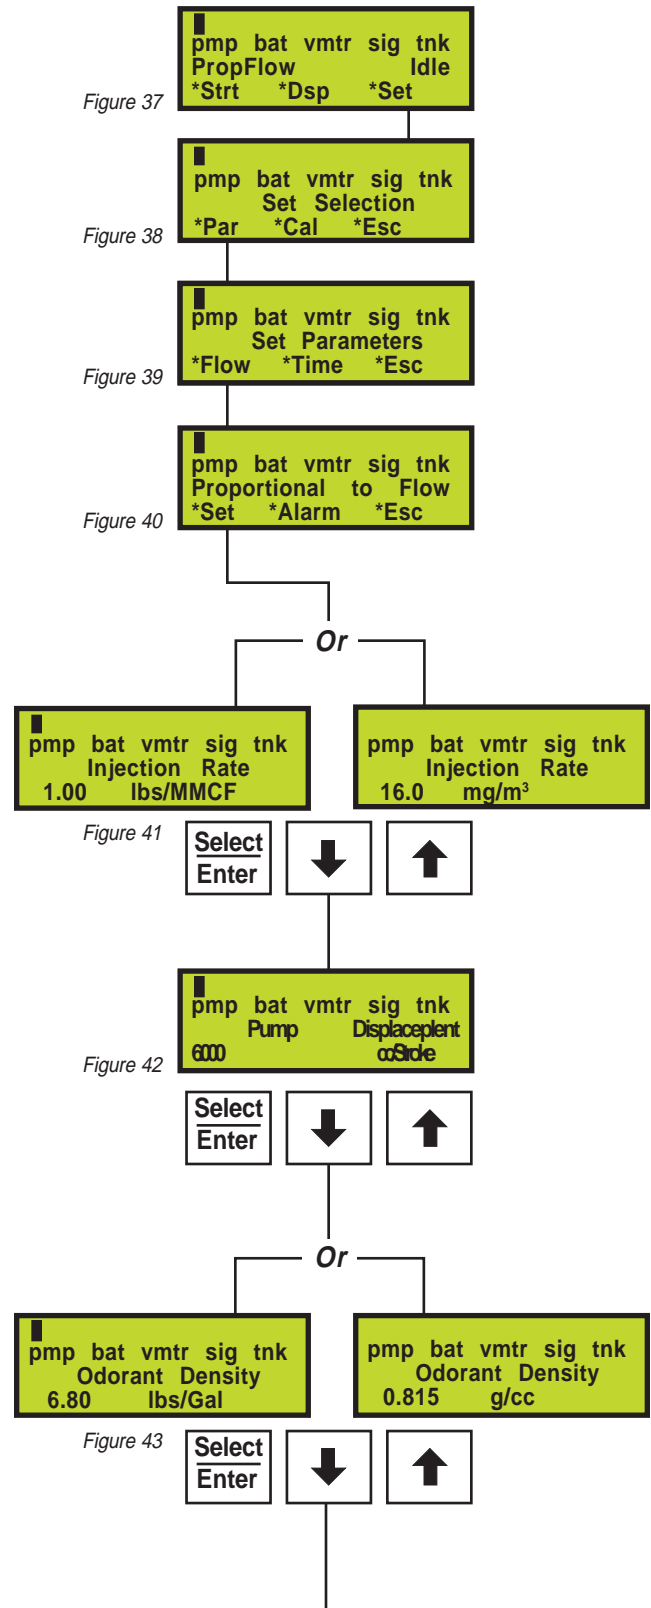 pmp bat vmtr sig tnk
PropFlow Idle
*Strt *Dsp *Set
Figure 37
pmp bat vmtr sig tnk
Set Selection
*Par *Cal *Esc
Figure 38
pmp bat vmtr sig tnk
Set Parameters
*Flow *Time *Esc
Figure 39
pmp bat vmtr sig tnk
Proportional to Flow
*Set *Alarm *Esc
Figure 40
Or
pmp bat vmtr sig tnk
Injection Rate
1.00 lbs/MMCF
pmp bat vmtr sig tnk
Injection Rate
16.0 mg/m³
Figure 41
Select
Enter
pmp bat vmtr sig tnk
Pump Displaceplent
6000 ccStroke
Figure 42
Select
Enter
Or
pmp bat vmtr sig tnk
Odorant Density
6.80 lbs/Gal
pmp bat vmtr sig tnk
Odorant Density
0.815 g/cc
Figure 43
Select
Enter